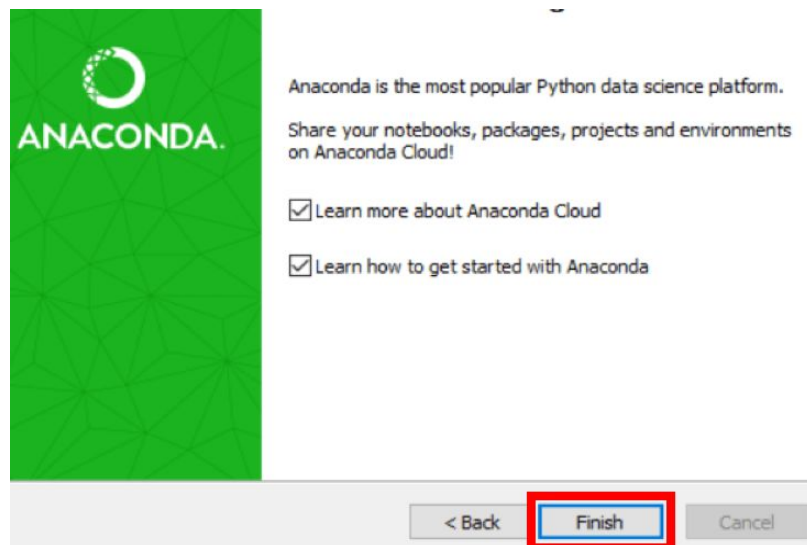 ANACONDA.
Anaconda is the most popular Python data science platform.
Share your notebooks, packages, projects and environments
on Anaconda Cloud!
Learn more about Anaconda Cloud
Learn how to get started with Anaconda
< Back
Finish
Cancel